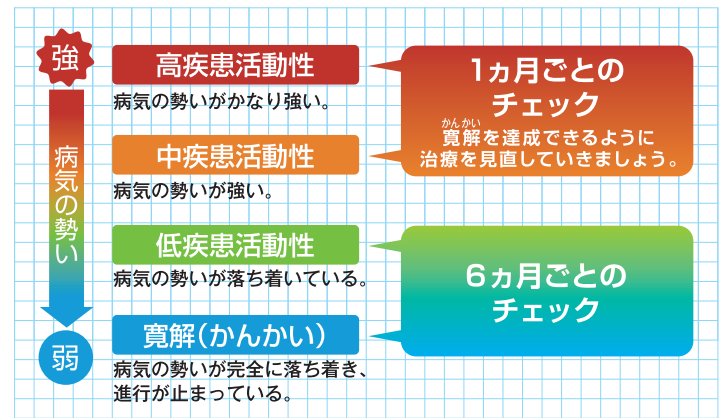 強
病気の勢い
弱
高疾患活動性
病気の勢いがかなり強い。
中疾患活動性
病気の勢いが強い。
低疾患活動性
病気の勢いが落ち着いている。
寛解(かんかい)
病気の勢いが完全に落ち着き、
進行が止まっている。
1ヵ月ごとの
チェック
かんかい
寛解を達成できるように
治療を見直していきましょう。
6ヵ月ごとの
チェック